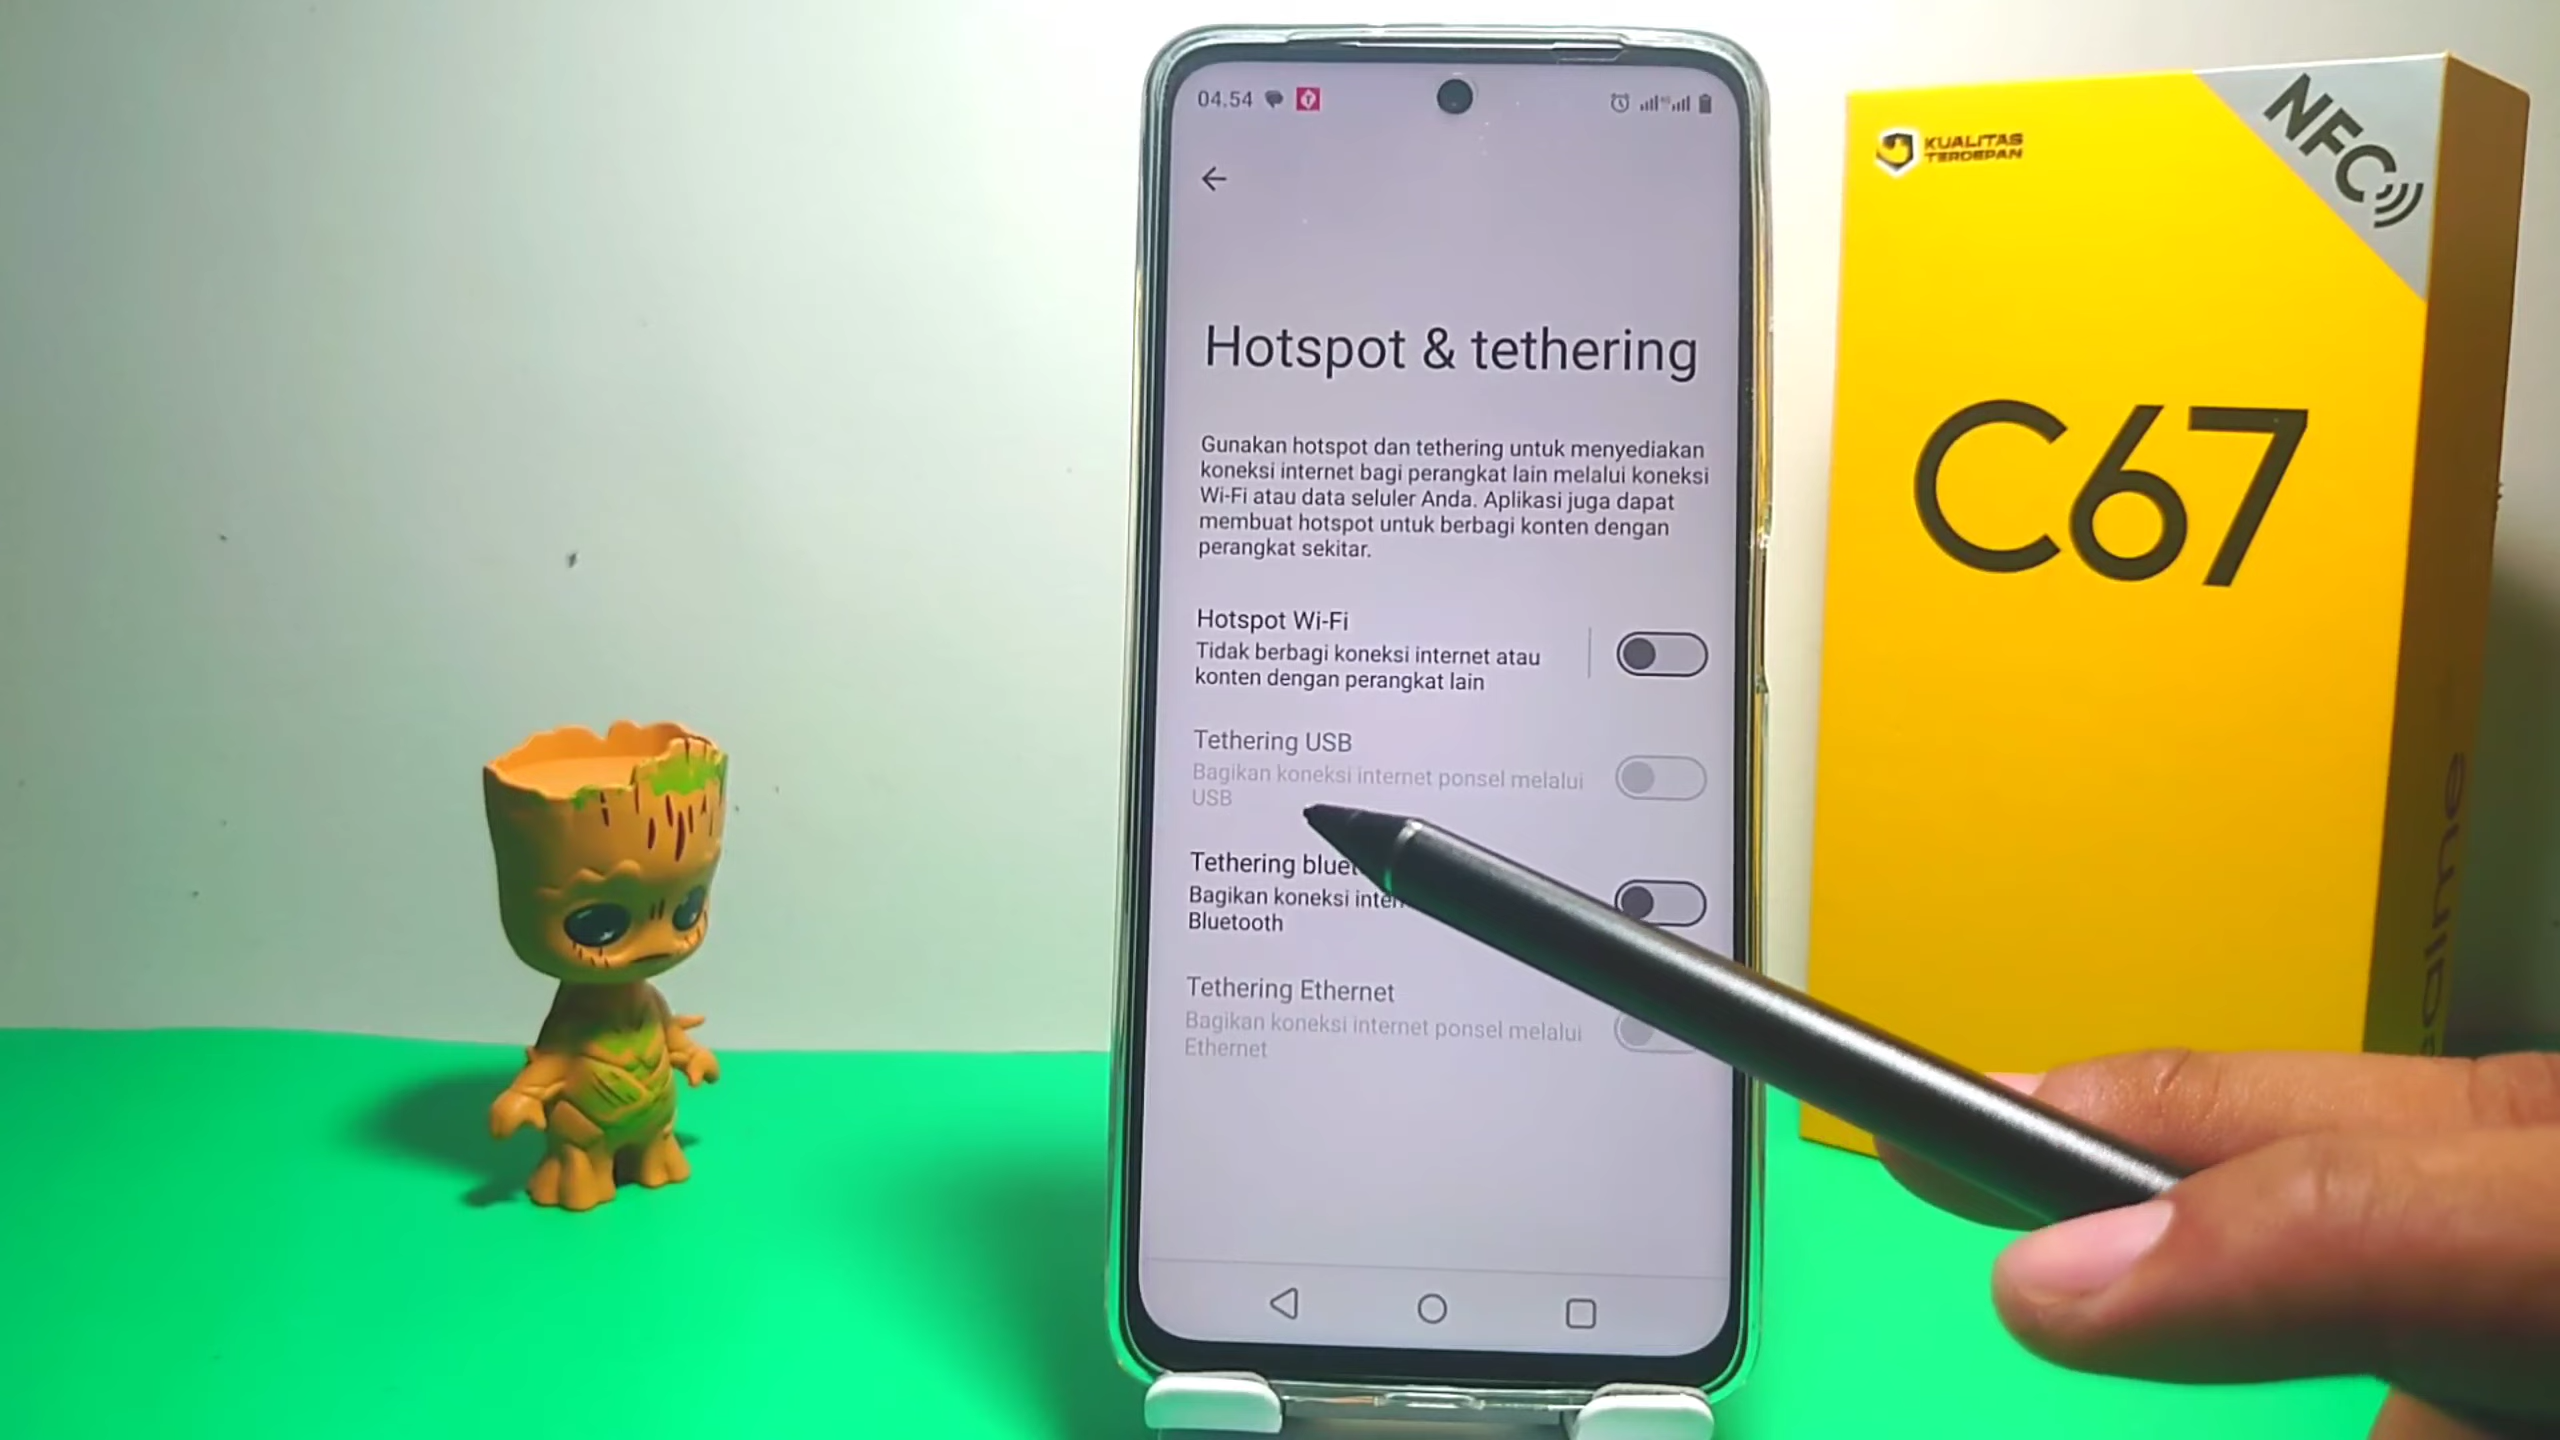 04.54
Hotspot & tethering
Gunakan hotspot dan tethering untuk menyediakan
koneksi internet bagi perangkat lain melalui koneksi
Wi-Fi atau data seluler Anda. Aplikasi juga dapat
membuat hotspot untuk berbagi konten dengan
perangkat sekitar.
Hotspot Wi-Fi
Tidak berbagi koneksi internet atau
konten dengan perangkat lain
Tethering USB
Bagikan koneksi internet ponsel melalui
USB
Tethering
Bagikan koneksi
Bluetooth
Tethering Ethernet
Bagikan koneksi internet ponsel melalui
Ethernet
KUALITAS
TERDEPAN
NFC
C67
realme